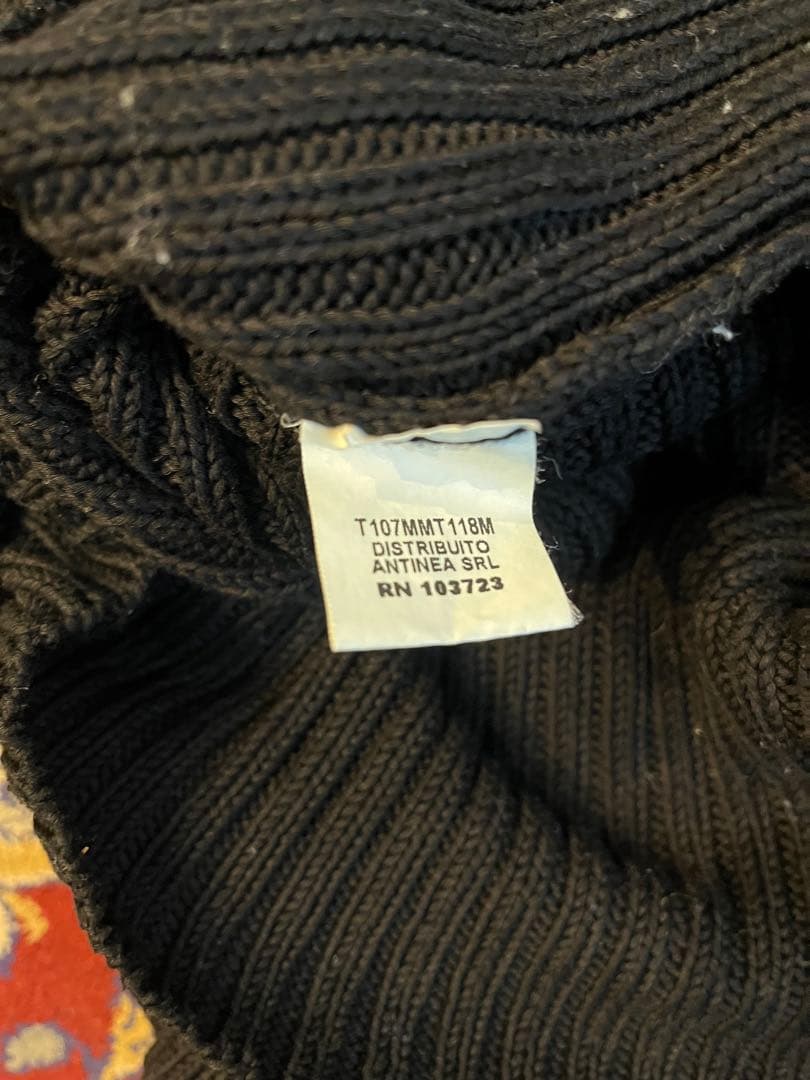 T107MMT118M
DISTRIBUITO
ANTINEA SRL
RN 103723